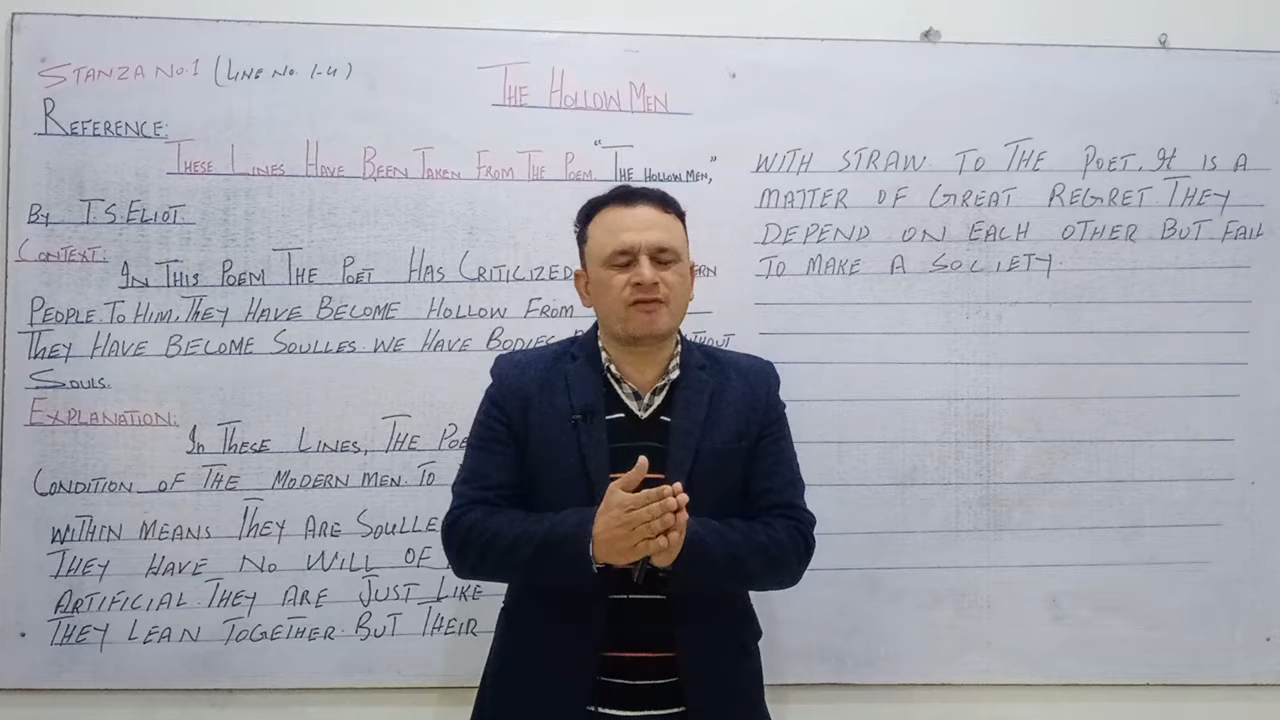 STANZA No. 1 (LINE No. 1-4)
THE HOLLOW MEN
REFERENCE:
THESE LINES HAVE BEEN TAKEN FROM THE POEM "THE HOLLOW MEN,"
By T.S. ELIOT.
CONTEXT:
IN THIS POEM THE POET HAS CRITICIZED
PEOPLE. TO HIM, THEY HAVE BECOME HOLLOW FROM
THEY HAVE BECOME SOULLES. WE HAVE BODIES
SOULS.
EXPLANATION:
IN THESE LINES, THE
CONDITION OF THE MODERN MEN. TO
WITHIN MEANS THEY ARE
THEY HAVE NO WILL OF
ARTIFICIAL. THEY ARE JUST LIKE
THEY LEAN TOGETHER. BUT THEIR
WITH STRAW. TO THE POET, It IS A
MATTER OF GREAT REGRET. THEY
DEPEND ON EACH OTHER BUT FAIL
TO MAKE A SOCIETY.